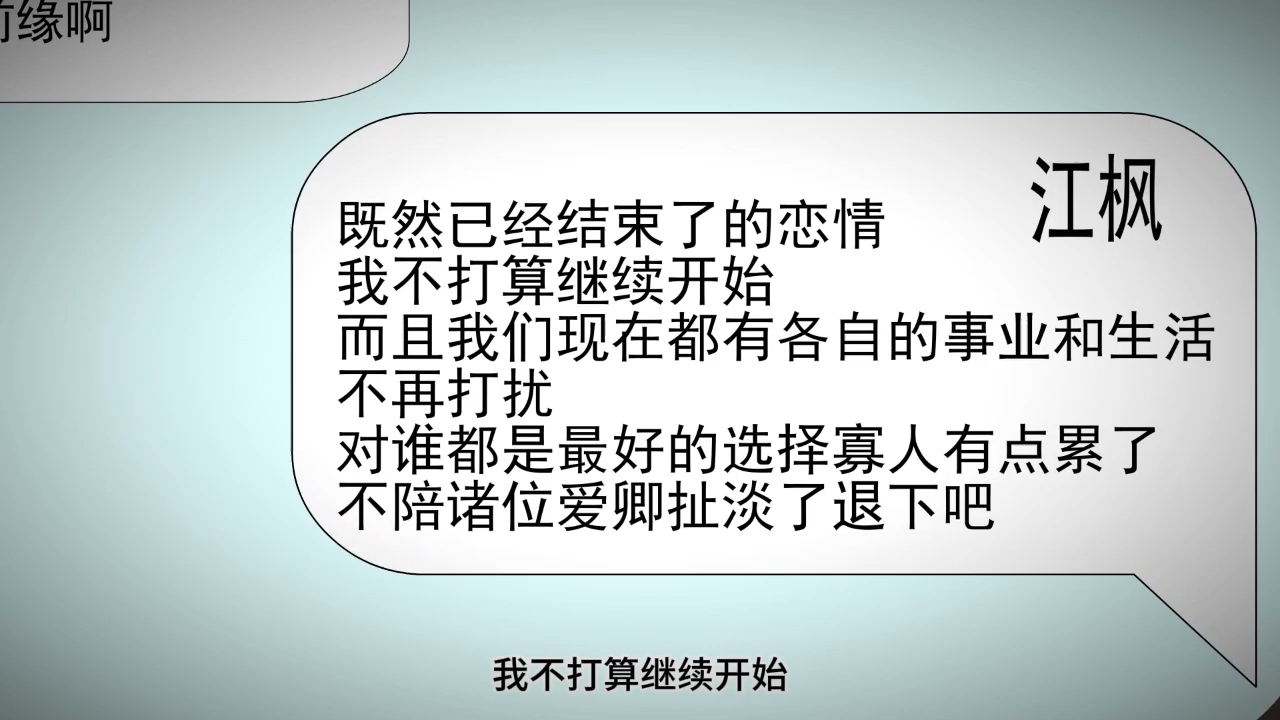 缘啊
江枫
既然已经结束了的恋情
我不打算继续开始
而且我们现在都有各自的事业和生活
不再打扰
对谁都是最好的选择寡人有点累了
不陪诸位爱卿扯淡了退下吧
我不打算继续开始